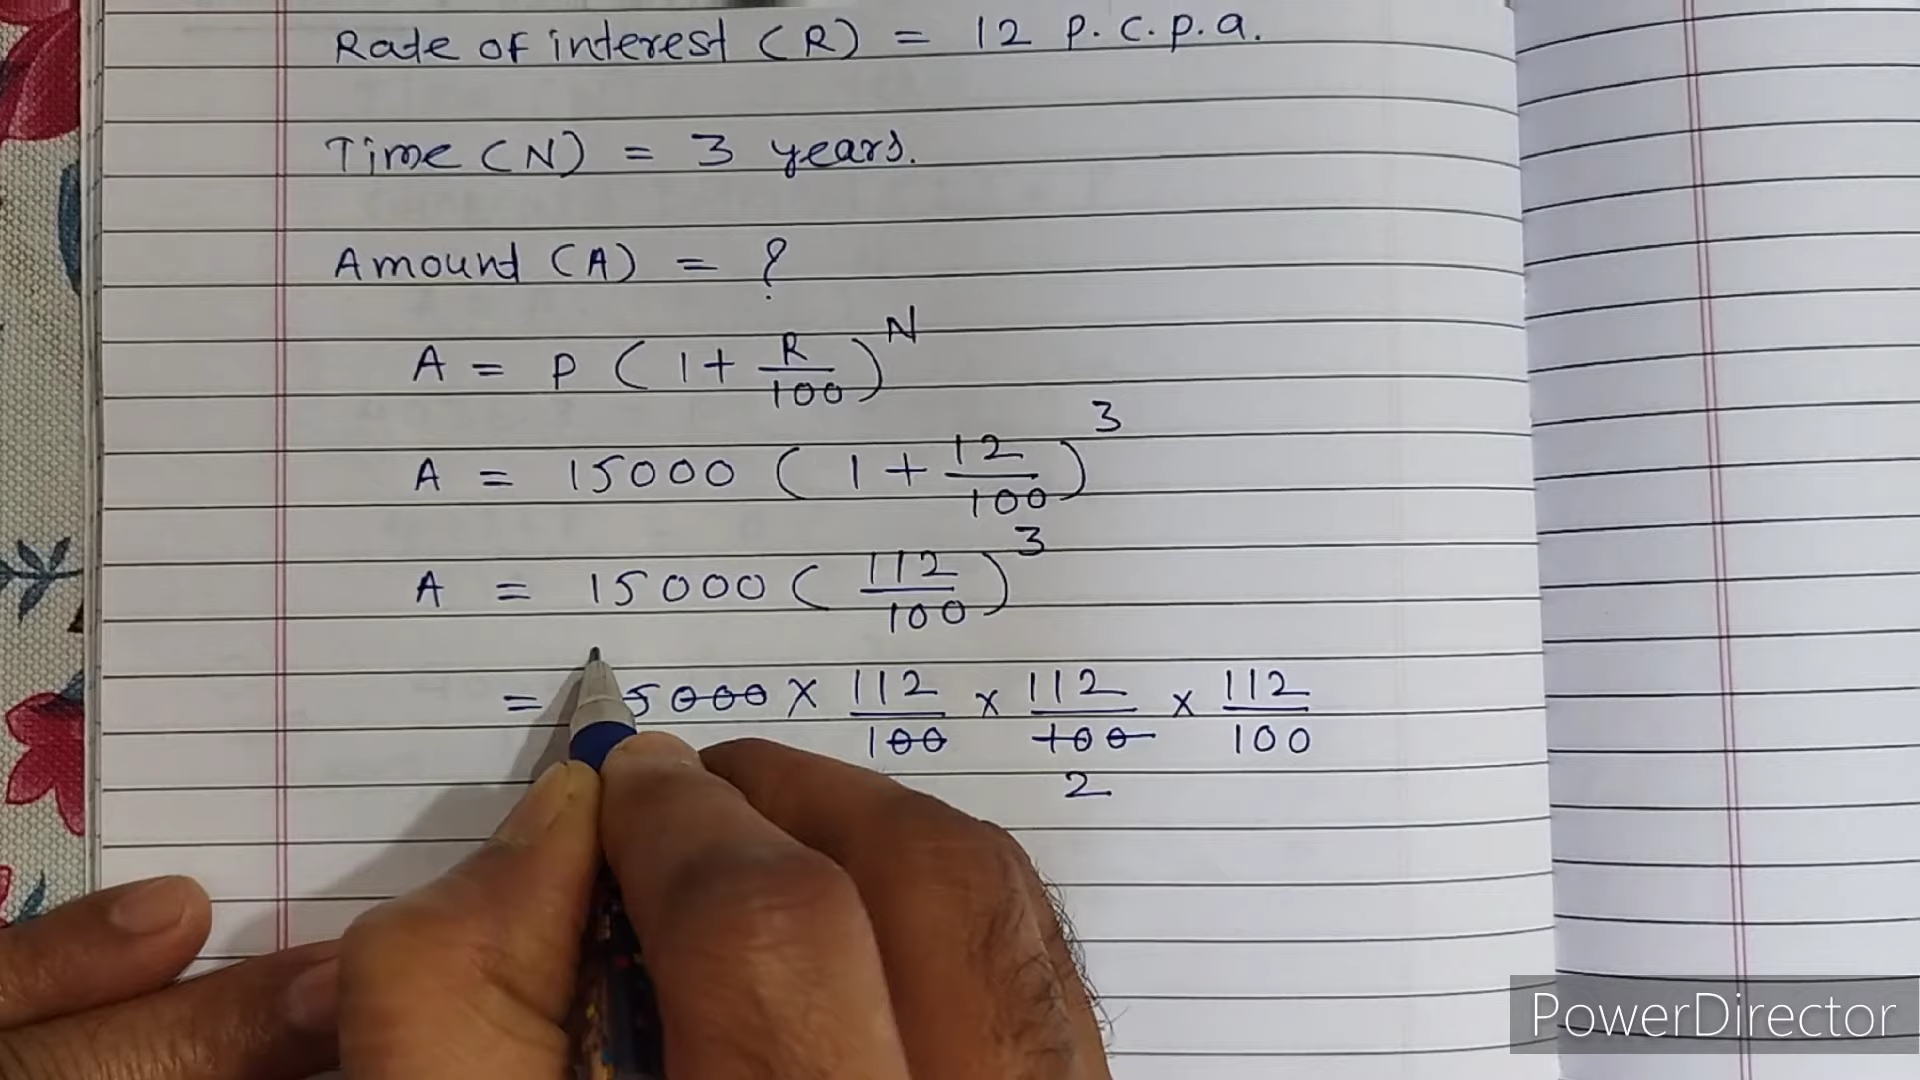 Rate of interest (R) = 12 p.c.p.a.
Time (N) = 3 years.
Amount (A) = ?
A = P ( 1 + R/100 )^N
A = 15000 ( 1 + 12/100 )^3
A = 15000 ( 112/100 )^3
= 5000 × 112/100 × 112/100 × 112/100
2
PowerDirector